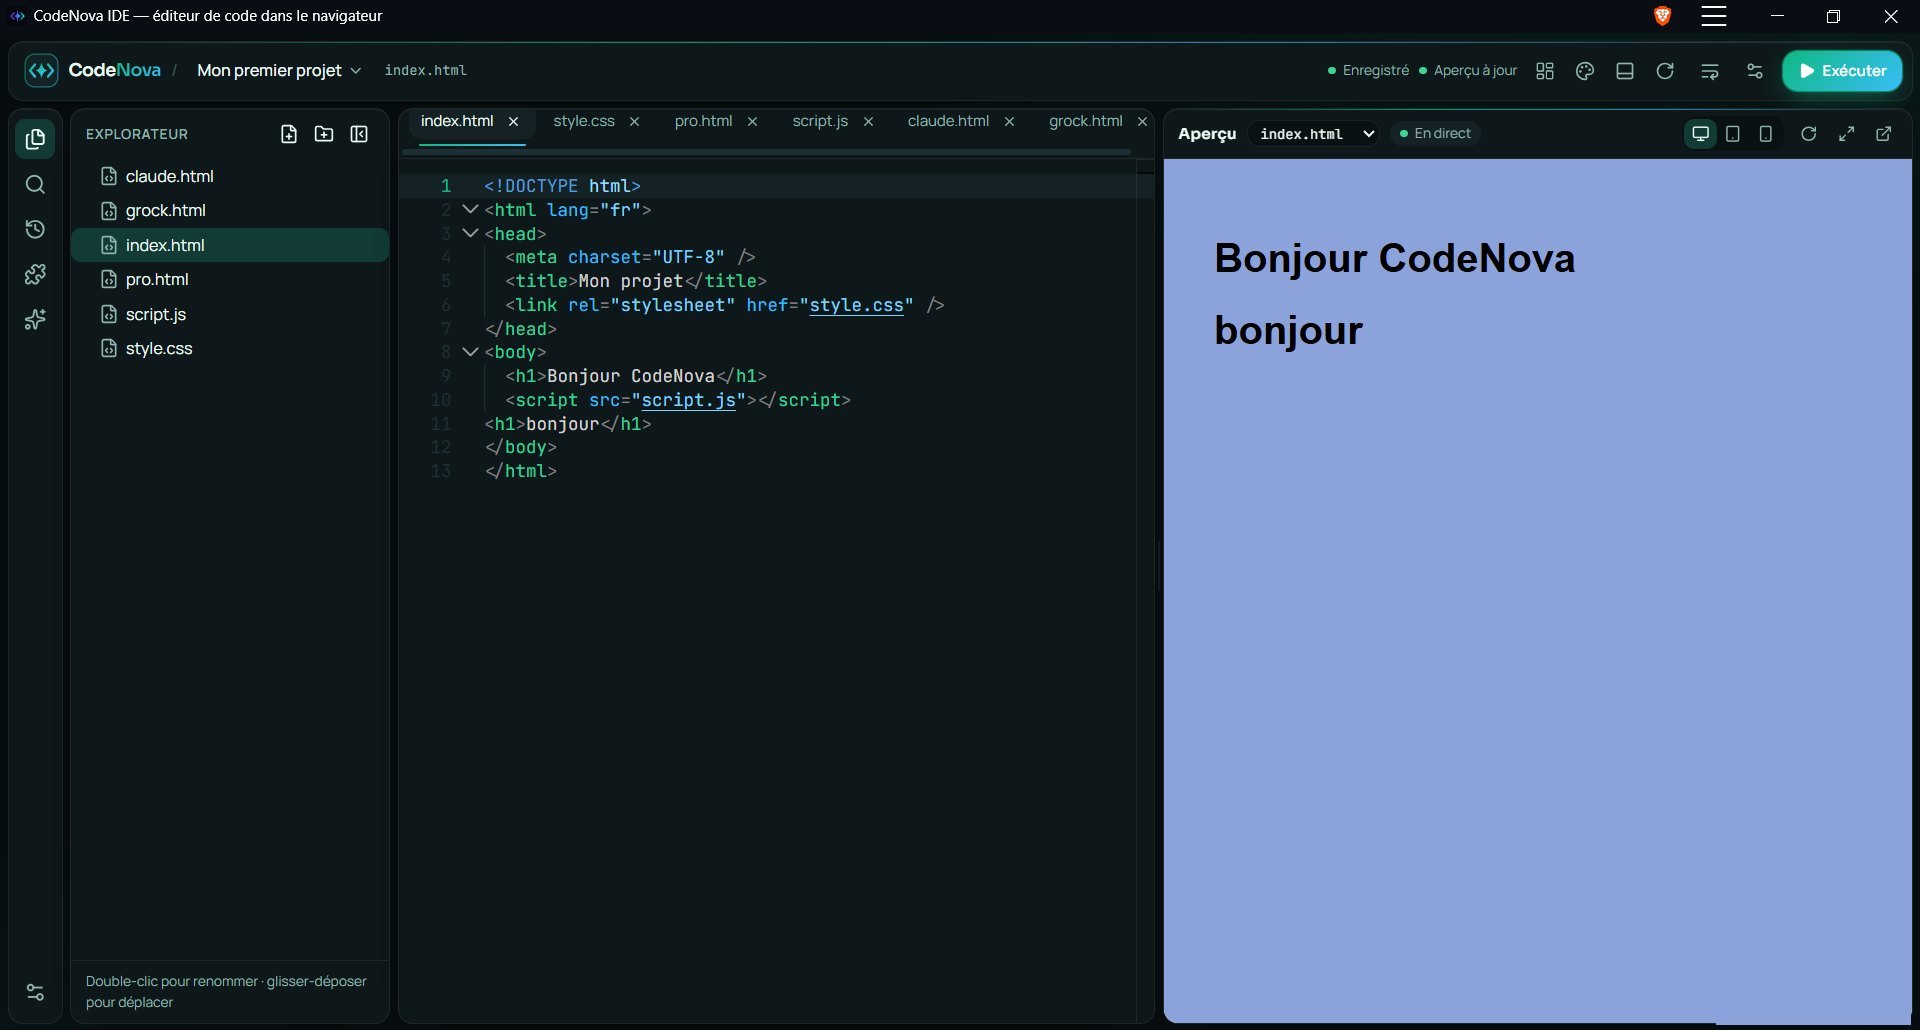 CodeNova IDE — éditeur de code dans le navigateur
CodeNova / Mon premier projet index.html
Enregistré Aperçu à jour Exécuter
EXPLORATEUR
claude.html
grock.html
index.html
pro.html
script.js
style.css
Double-clic pour renommer · glisser-déposer
pour déplacer
index.html style.css pro.html script.js claude.html grock.html
1 <!DOCTYPE html>
2 <html lang="fr">
3 <head>
4 <meta charset="UTF-8" />
5 <title>Mon projet</title>
6 <link rel="stylesheet" href="style.css" />
7 </head>
8 <body>
9 <h1>Bonjour CodeNova</h1>
10 <script src="script.js"></script>
11 <h1>bonjour</h1>
12 </body>
13 </html>
Aperçu index.html En direct
Bonjour CodeNova
bonjour